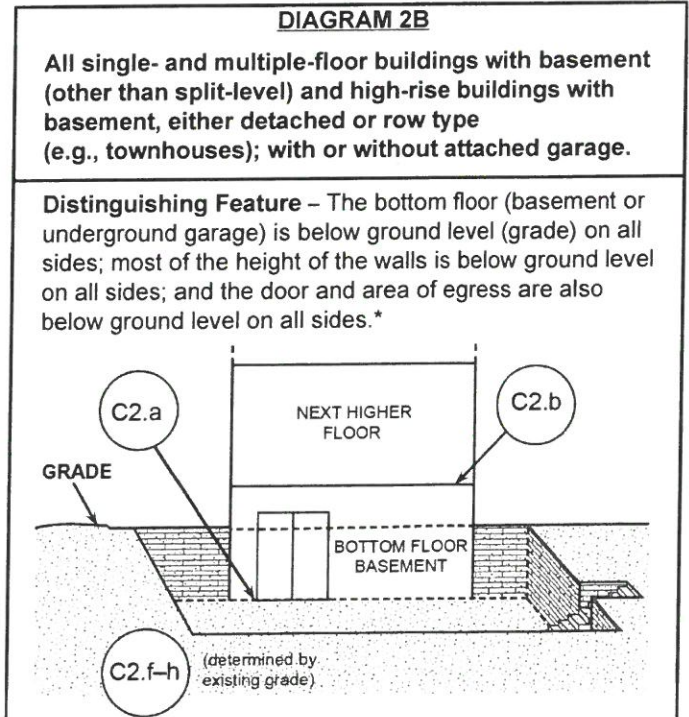 DIAGRAM 2B
All single- and multiple-floor buildings with basement
(other than split-level) and high-rise buildings with
basement, either detached or row type
(e.g., townhouses); with or without attached garage.
Distinguishing Feature – The bottom floor (basement or
underground garage) is below ground level (grade) on all
sides; most of the height of the walls is below ground level
on all sides; and the door and area of egress are also
below ground level on all sides.*
C2.a
NEXT HIGHER
FLOOR
C2.b
GRADE
BOTTOM FLOOR
BASEMENT
C2.f–h
(determined by
existing grade)